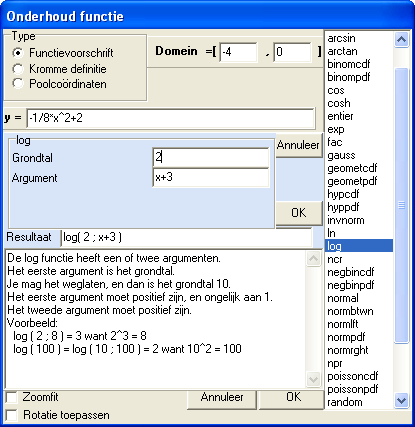 Onderhoud functie
Type
Functievoorschrift
Kromme definitie
Poolcoördinaten
Domein =[ -4 , 0 ]
y = -1/8*x^2+2
log
Grondtal 2
Argument x+3
Annuleer
OK
Resultaat log( 2 ; x+3 )
De log functie heeft een of twee argumenten.
Het eerste argument is het grondtal.
Je mag het weglaten, en dan is het grondtal 10.
Het eerste argument moet positief zijn, en ongelijk aan 1.
Het tweede argument moet positief zijn.
Voorbeeld:
log ( 2 ; 8 ) = 3 want 2^3 = 8
log ( 100 ) = log ( 10 ; 100 ) = 2 want 10^2 = 100
Zoomfit
Rotatie toepassen
Annuleer
OK
arcsin
arctan
binomcdf
binompdf
cos
cosh
entier
exp
fac
gauss
geometcdf
geometpdf
hypcdf
hyppdf
invnorm
ln
log
ncr
negbincdf
negbinpdf
normal
normbtwn
normlft
normpdf
normrght
npr
poissoncdf
poissonpdf
random